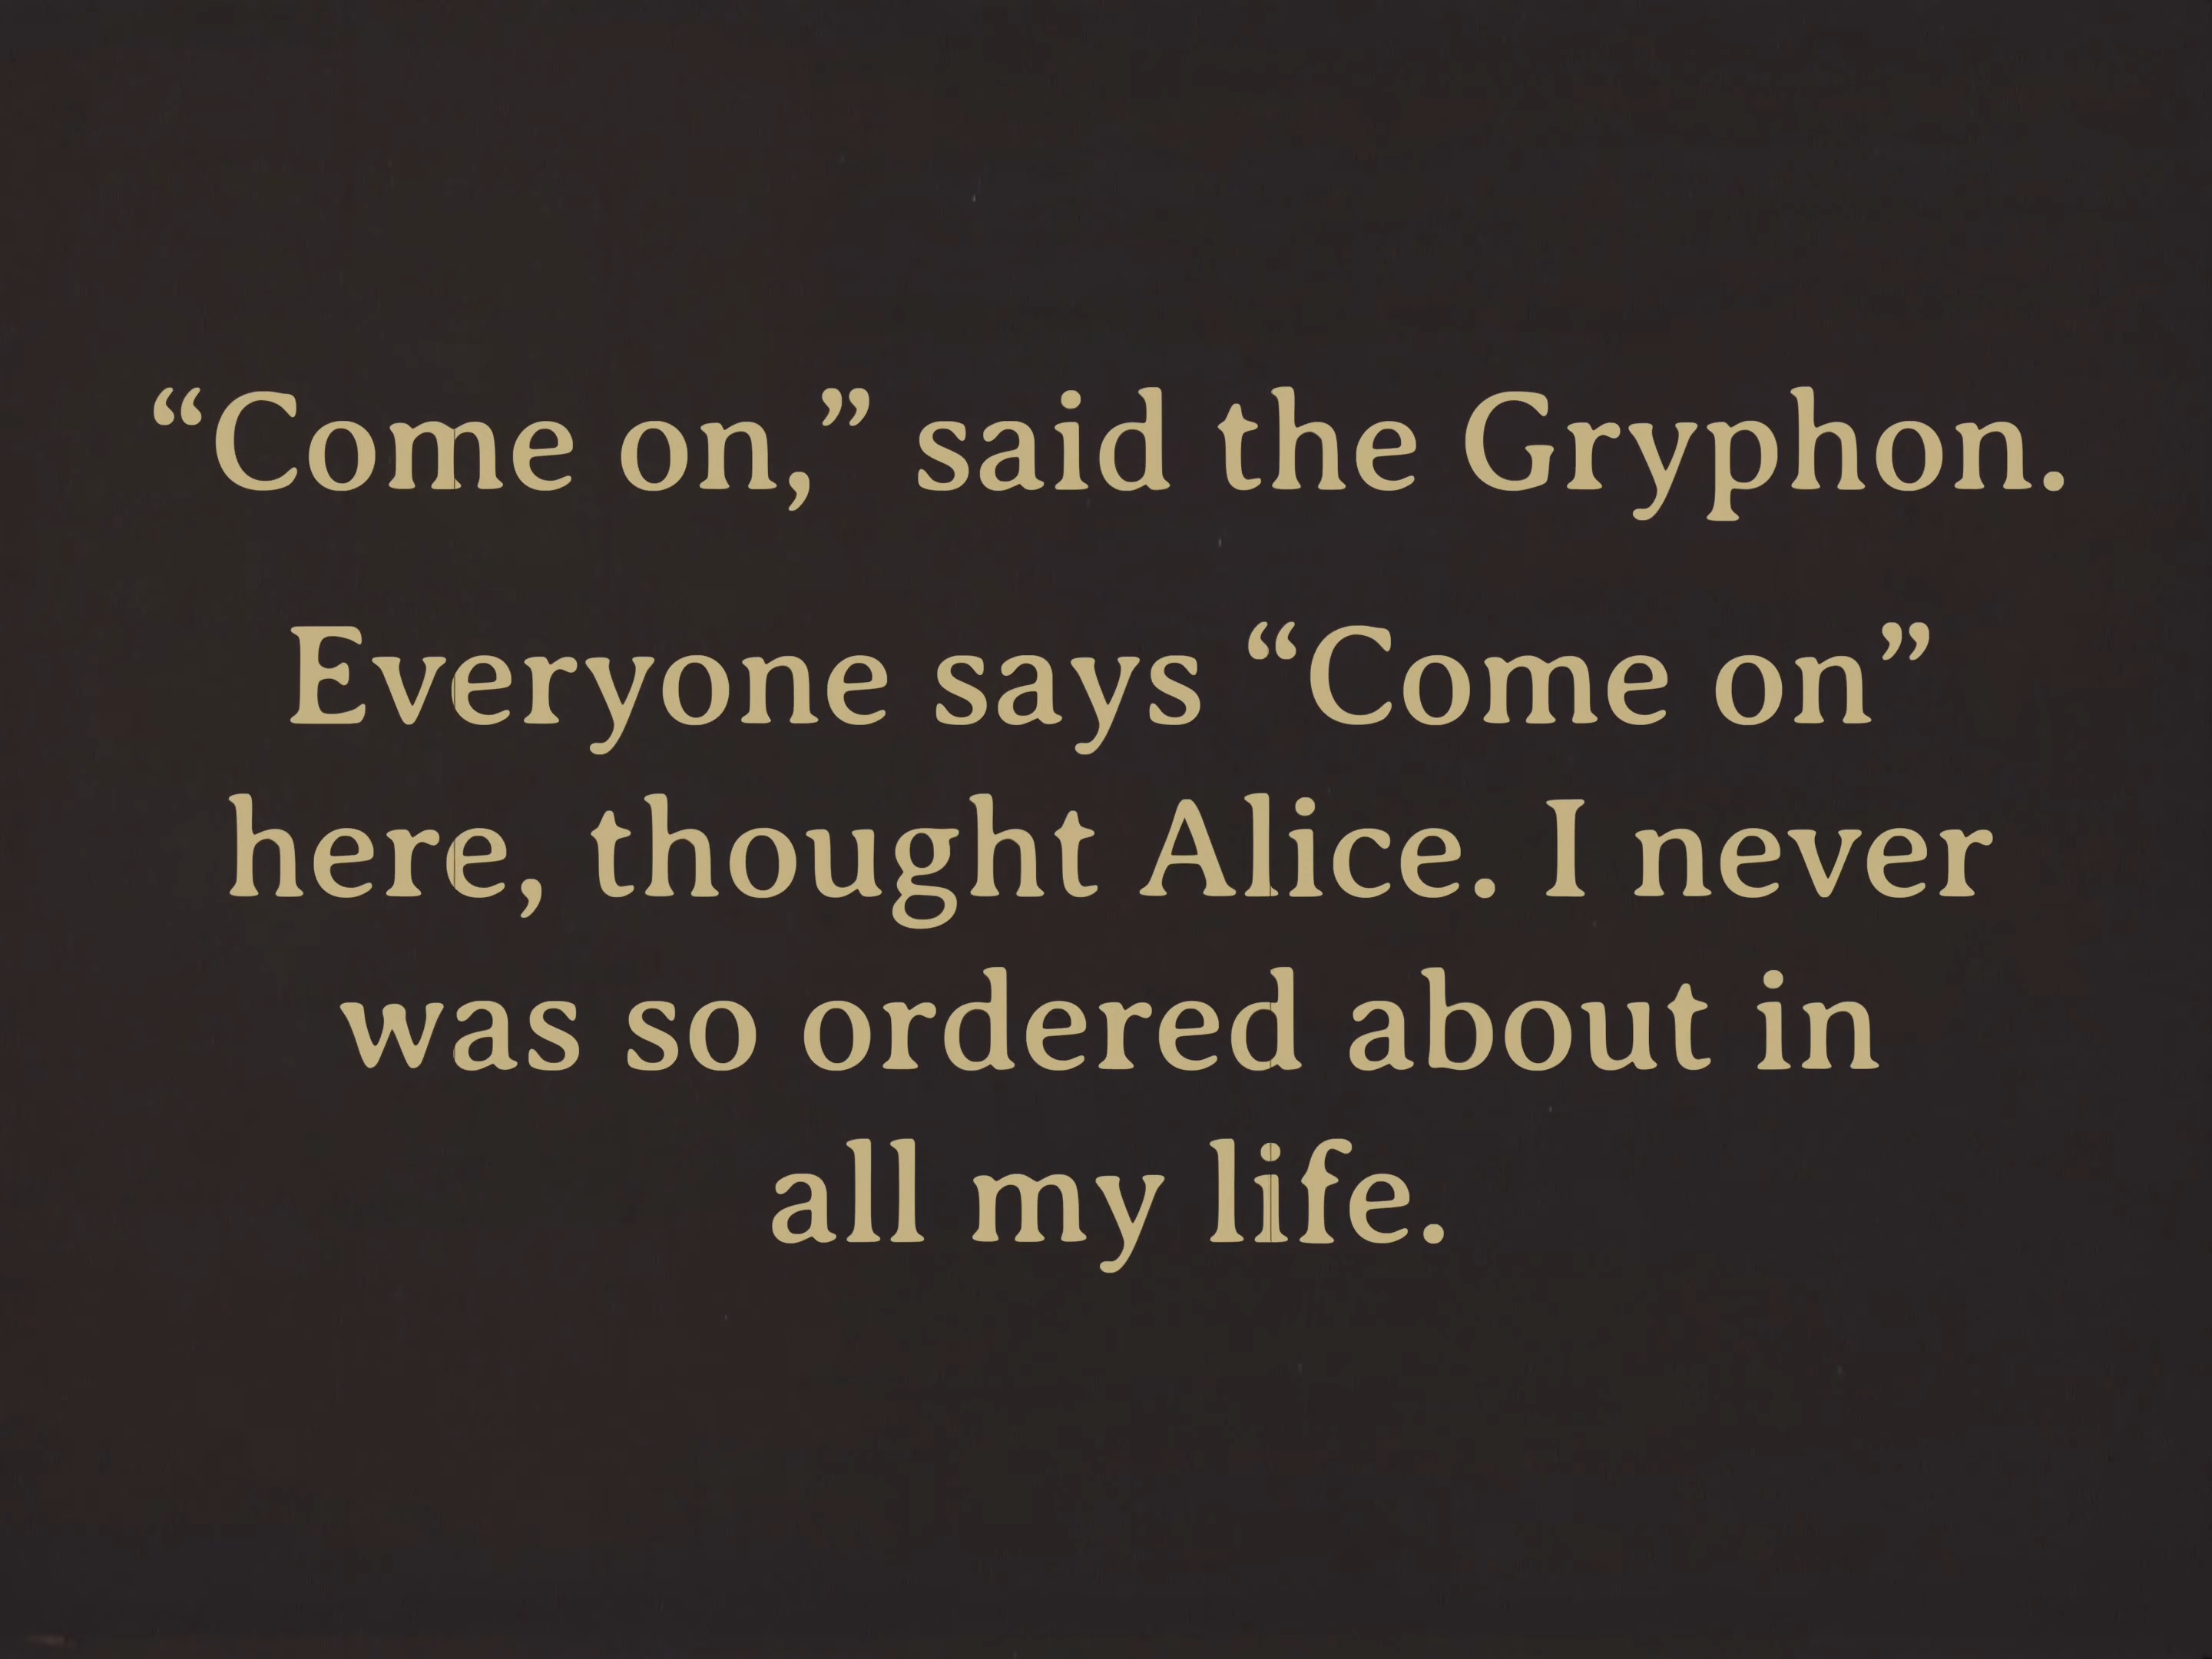 “Come on,” said the Gryphon.
Everyone says “Come on”
here, thought Alice. I never
was so ordered about in
all my life.